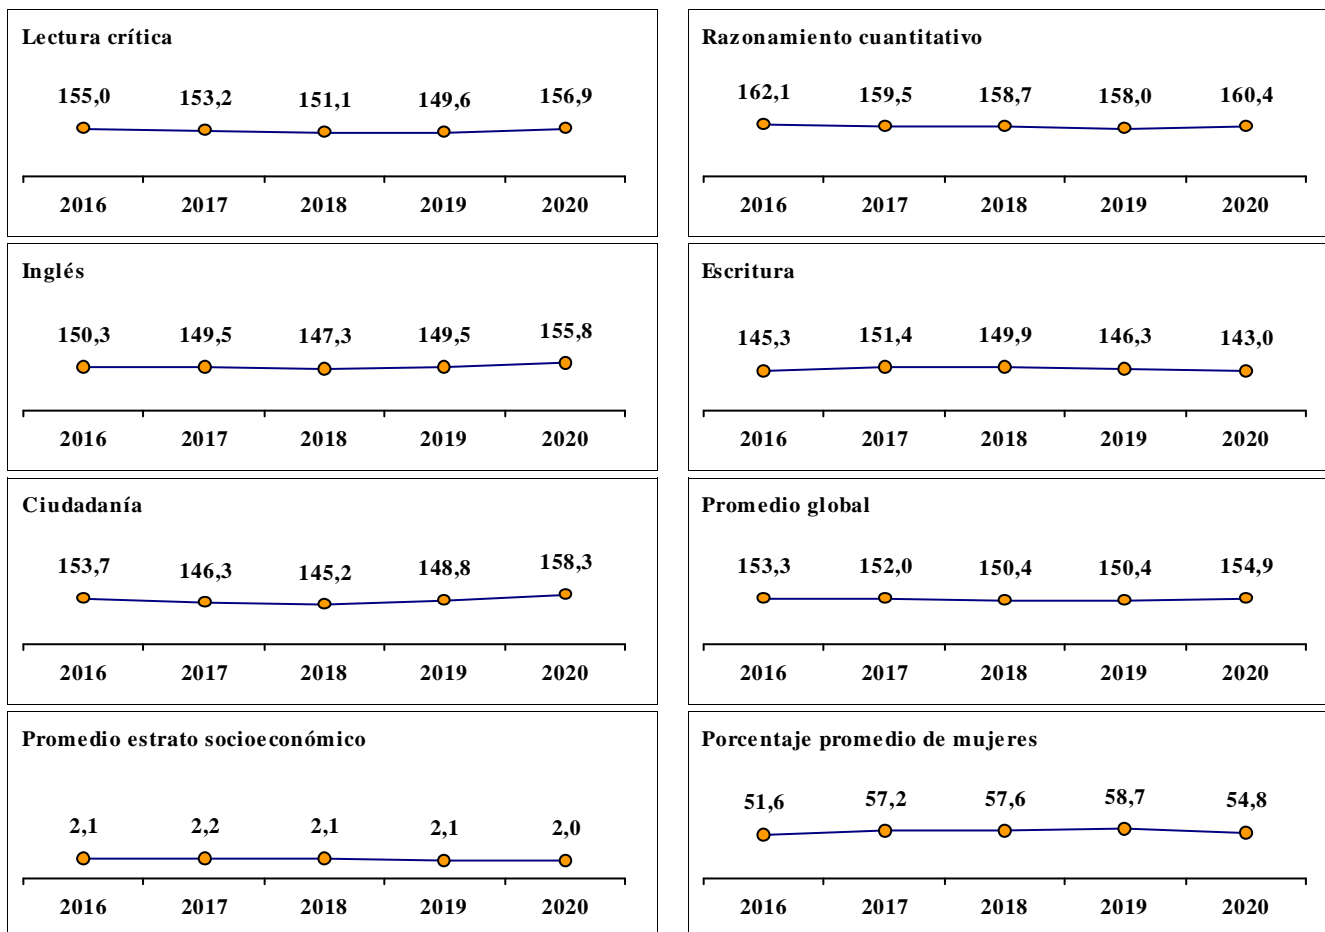 Lectura crítica
155,0 153,2 151,1 149,6 156,9
2016 2017 2018 2019 2020
Razonamiento cuantitativo
162,1 159,5 158,7 158,0 160,4
2016 2017 2018 2019 2020
Inglés
150,3 149,5 147,3 149,5 155,8
2016 2017 2018 2019 2020
Escritura
145,3 151,4 149,9 146,3 143,0
2016 2017 2018 2019 2020
Ciudadanía
153,7 146,3 145,2 148,8 158,3
2016 2017 2018 2019 2020
Promedio global
153,3 152,0 150,4 150,4 154,9
2016 2017 2018 2019 2020
Promedio estrato socioeconómico
2,1 2,2 2,1 2,1 2,0
2016 2017 2018 2019 2020
Porcentaje promedio de mujeres
51,6 57,2 57,6 58,7 54,8
2016 2017 2018 2019 2020